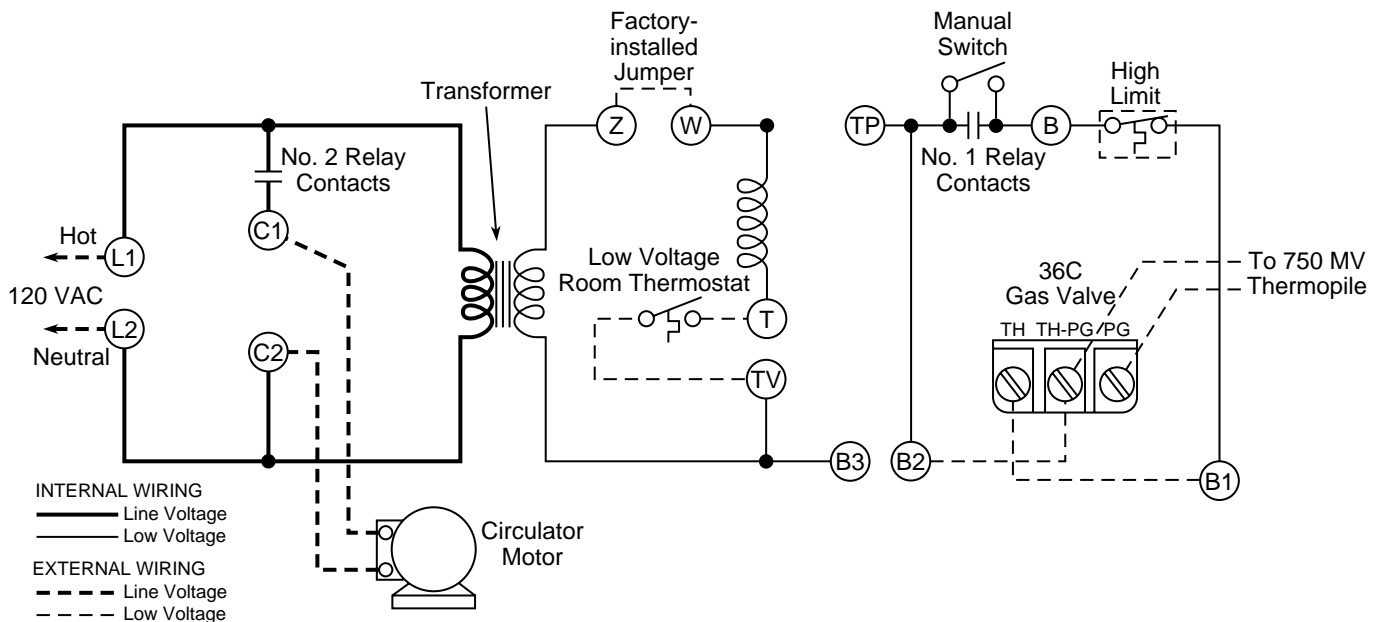 Factory-
installed
Jumper
Manual
Switch
High
Limit
Transformer
Z
W
TP
B
No. 2 Relay
Contacts
No. 1 Relay
Contacts
C1
Hot
L1
Low Voltage
Room Thermostat
36C
Gas Valve
To 750 MV
Thermopile
120 VAC
L2
Neutral
T
TH TH-PG PG
C2
TV
B3
B2
B1
INTERNAL WIRING
Line Voltage
Low Voltage
EXTERNAL WIRING
Line Voltage
Low Voltage
Circulator
Motor